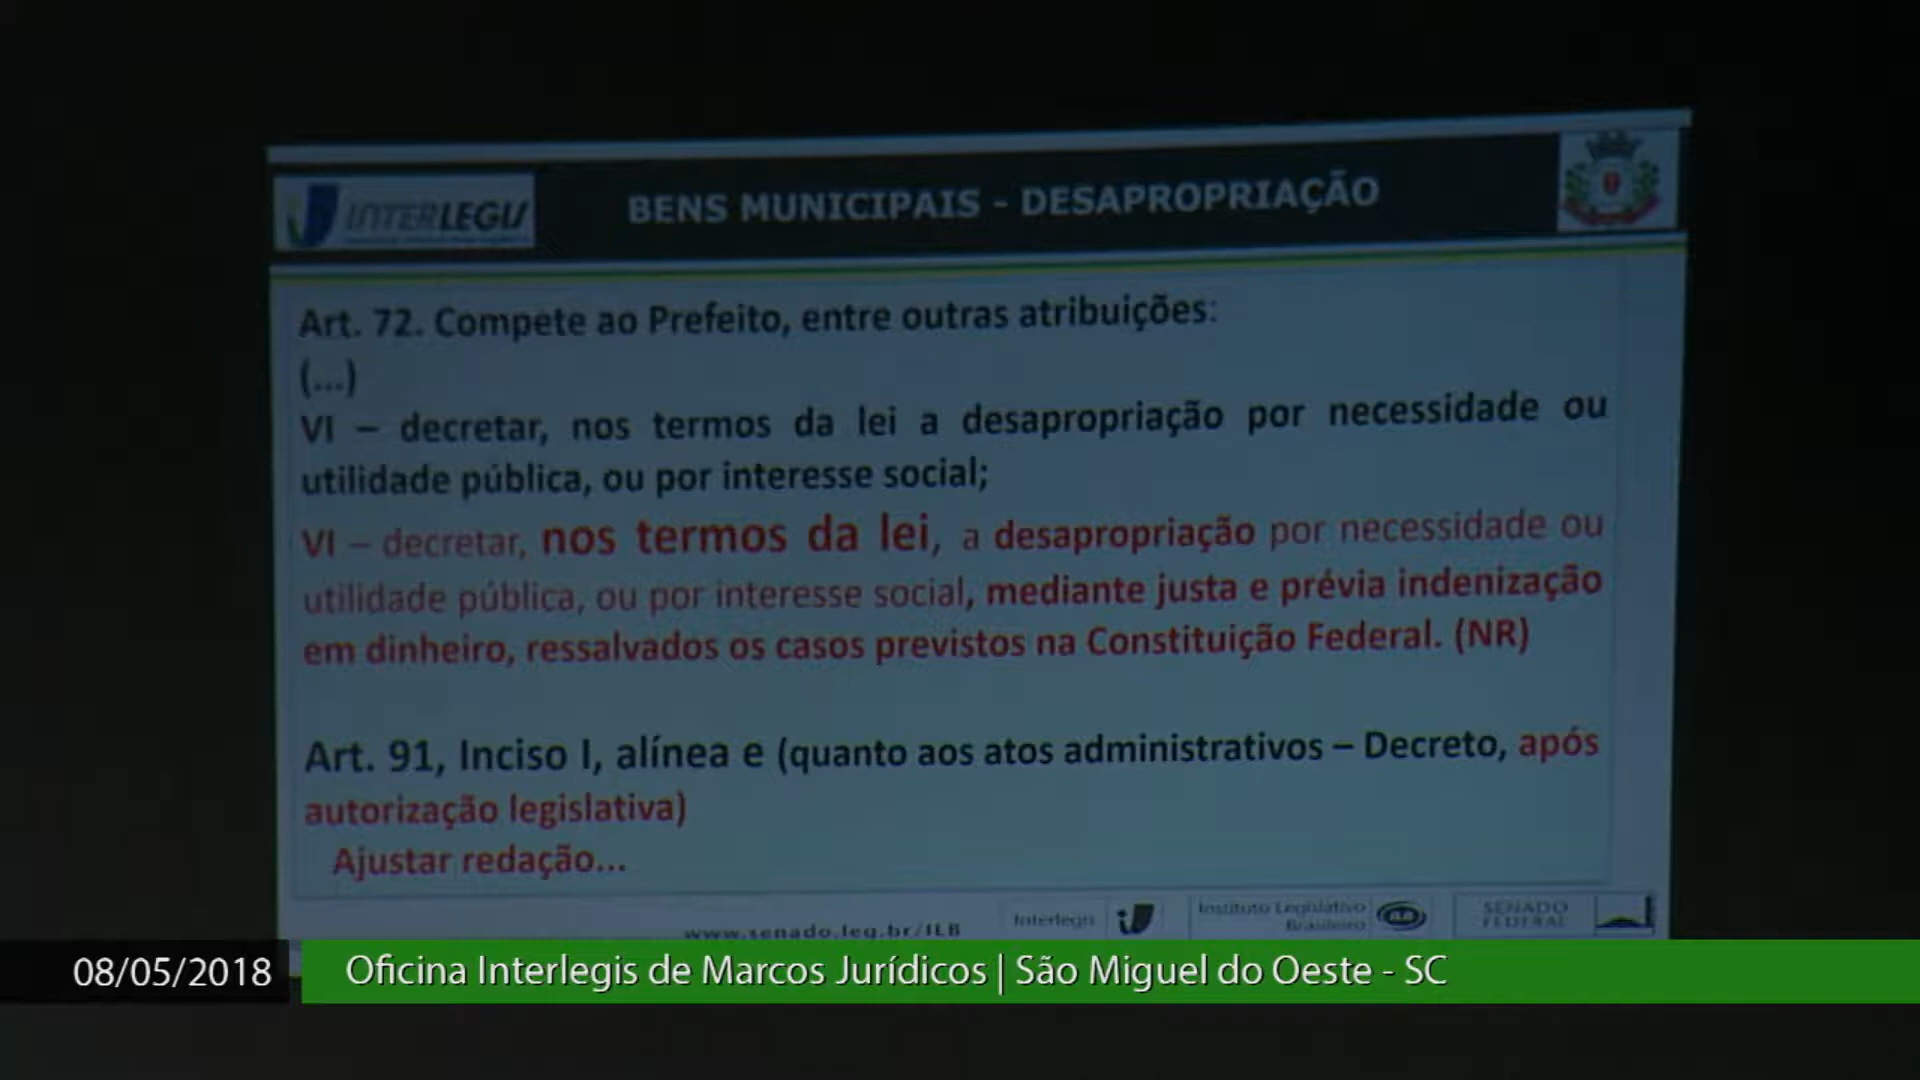 INTERLEGIS
BENS MUNICIPAIS - DESAPROPRIAÇÃO
Art. 72. Compete ao Prefeito, entre outras atribuições:
(...)
VI – decretar, nos termos da lei a desapropriação por necessidade ou
utilidade pública, ou por interesse social;
VI – decretar, nos termos da lei, a desapropriação por necessidade ou
utilidade pública, ou por interesse social, mediante justa e prévia indenização
em dinheiro, ressalvados os casos previstos na Constituição Federal. (NR)
Art. 91, Inciso I, alínea e (quanto aos atos administrativos – Decreto, após
autorização legislativa)
Ajustar redação...
www.senado.leg.br/ILB
Interlegis
Instituto Legislativo
Brasileiro
SENADO
FEDERAL
08/05/2018
Oficina Interlegis de Marcos Jurídicos | São Miguel do Oeste - SC